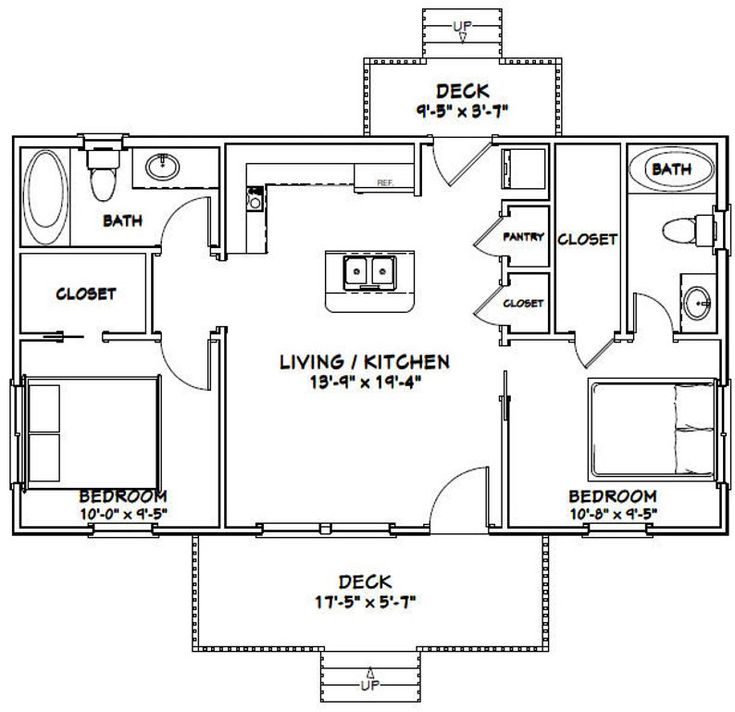 UP
DECK
9'-5" x 3'-7"
BATH
REF.
BATH
PANTRY
CLOSET
CLOSET
CLOSET
LIVING / KITCHEN
13'-9" x 19'-4"
BEDROOM
10'-0" x 9'-5"
BEDROOM
10'-8" x 9'-5"
DECK
17'-5" x 5'-7"
UP